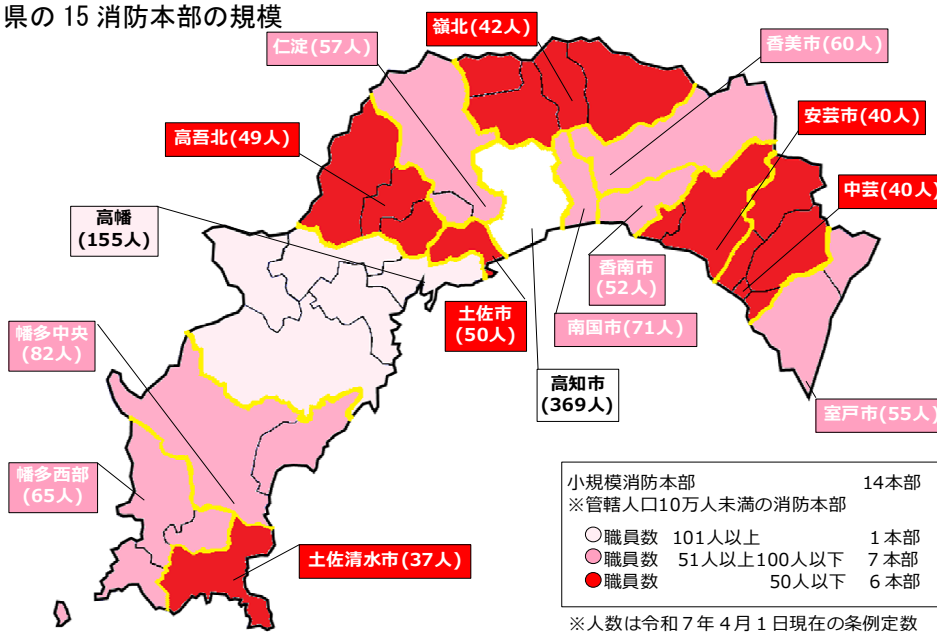 県の 15 消防本部の規模
嶺北(42人)
仁淀(57人)
香美市(60人)
安芸市(40人)
高吾北(49人)
中芸(40人)
高幡
(155人)
香南市
(52人)
土佐市
(50人)
南国市(71人)
幡多中央
(82人)
高知市
(369人)
室戸市(55人)
幡多西部
(65人)
土佐清水市(37人)
小規模消防本部 14本部
※管轄人口10万人未満の消防本部
職員数 101人以上 1本部
職員数 51人以上100人以下 7本部
職員数 50人以下 6本部
※人数は令和7年4月1日現在の条例定数